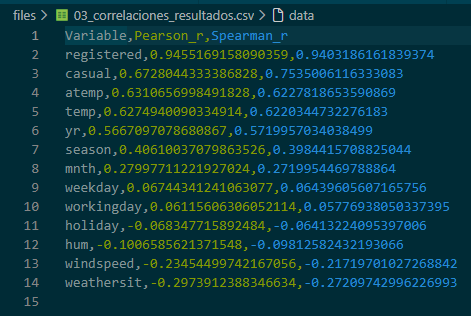 files > 03_correlaciones_resultados.csv > data
1 Variable,Pearson_r,Spearman_r
2 registered,0.9455169158090359,0.9403186161839374
3 casual,0.6728044333386828,0.7535006116333083
4 atemp,0.6310656998491828,0.6227818653590869
5 temp,0.6274940090334914,0.6220344732276183
6 yr,0.5667097078680867,0.5719957034038499
7 season,0.40610037079863526,0.3984415708825044
8 mnth,0.27997711221927024,0.2719954469788864
9 weekday,0.06744341241063077,0.06439605607165756
10 workingday,0.06115606306052114,0.05776938050337395
11 holiday,-0.068347715892484,-0.06413224095397006
12 hum,-0.1006585621371548,-0.09812582432193066
13 windspeed,-0.23454499742167056,-0.21719701027268842
14 weathersit,-0.2973912388346634,-0.27209742996226993
15